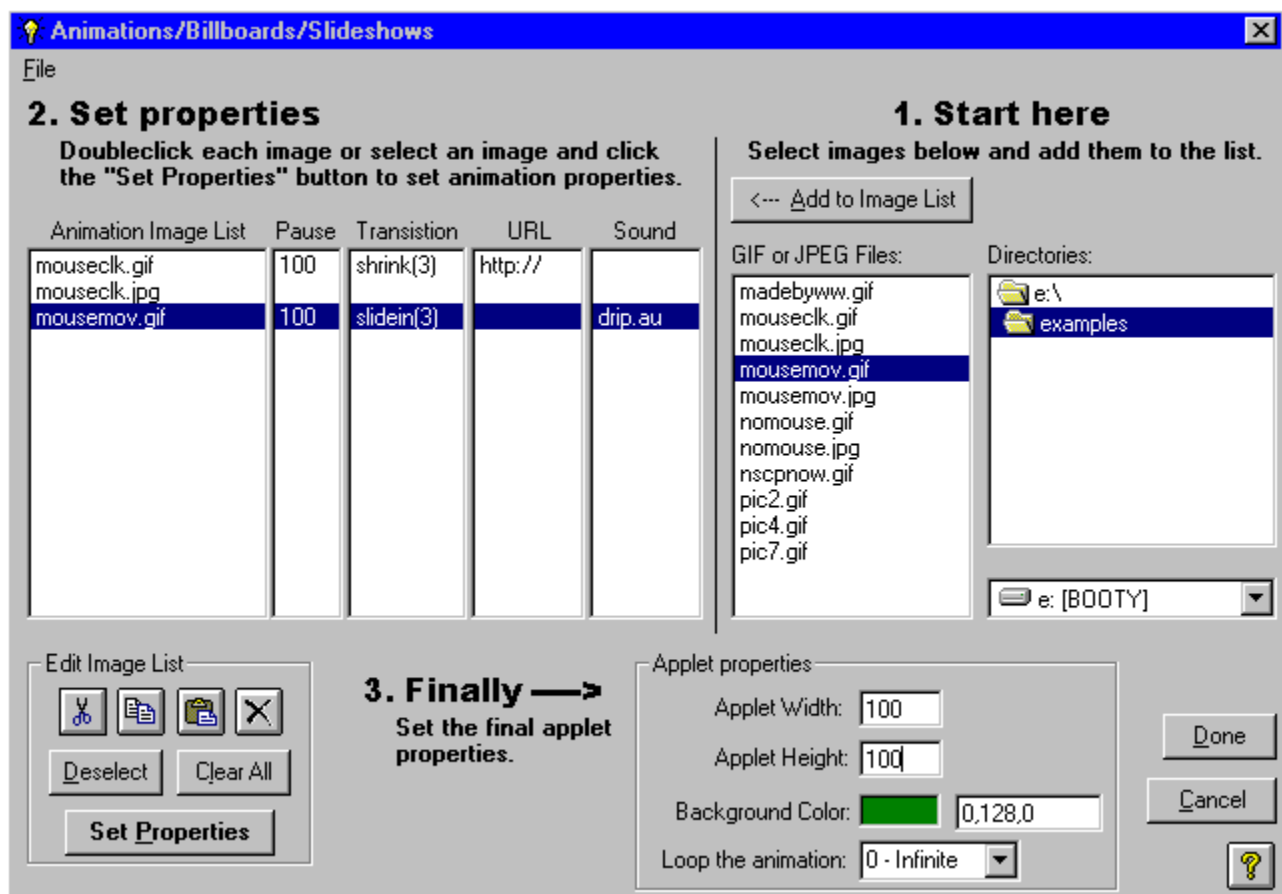 Animations/Billboards/Slideshows
File
2. Set properties
Doubleclick each image or select an image and click
the "Set Properties" button to set animation properties.
1. Start here
Select images below and add them to the list.
<--- Add to Image List
Animation Image List Pause Transistion URL Sound
mouseclk.gif 100 shrink(3) http://
mouseclk.jpg
mousemov.gif 100 slidein(3) drip.au
GIF or JPEG Files:
madebyww.gif
mouseclk.gif
mouseclk.jpg
mousemov.gif
mousemov.jpg
nomouse.gif
nomouse.jpg
nscpnow.gif
pic2.gif
pic4.gif
pic7.gif
Directories:
e:\
examples
e: [BOOTY]
Edit Image List
Deselect Clear All
Set Properties
3. Finally —->
Set the final applet
properties.
Applet properties
Applet Width: 100
Applet Height: 100
Background Color: 0,128,0
Loop the animation: 0 - Infinite
Done
Cancel
?